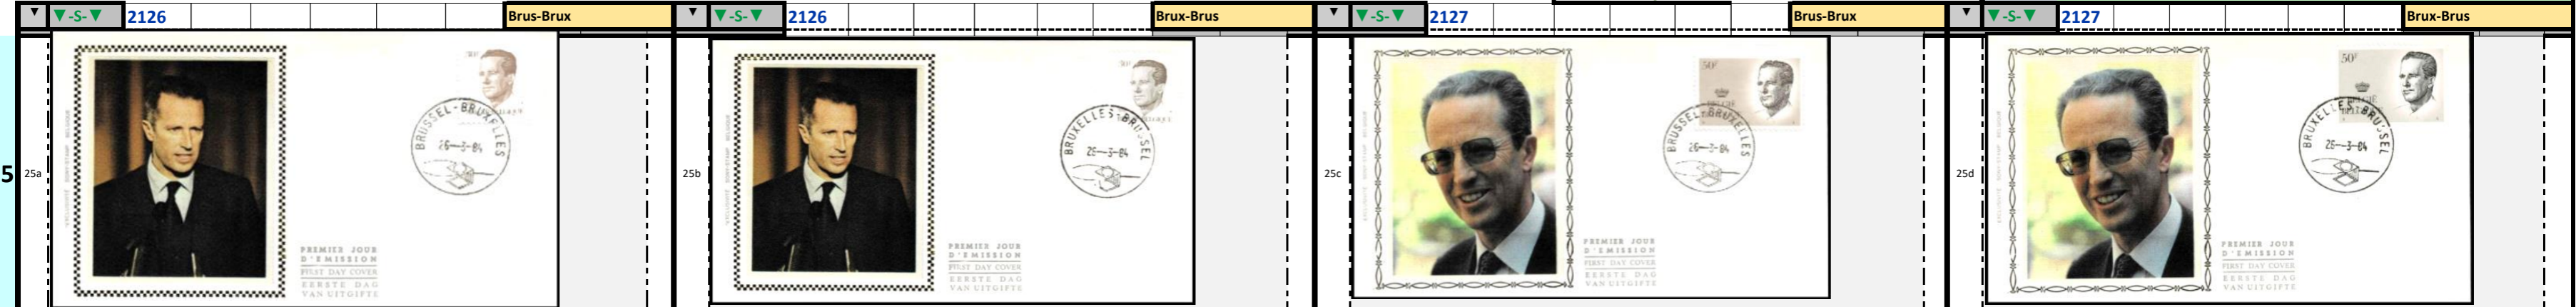 ▼ ▼-S-▼ 2126 Brus-Brux
▼ ▼-S-▼ 2126 Brux-Brus
▼ ▼-S-▼ 2127 Brus-Brux
▼ ▼-S-▼ 2127 Brux-Brus
5
25a
BRUSSEL-BRUXELLES
26-3-84
PREMIER JOUR
D'EMISSION
FIRST DAY COVER
EERSTE DAG
VAN UITGIFTE
25b
BRUXELLES-BRUSSEL
26-3-84
PREMIER JOUR
D'EMISSION
FIRST DAY COVER
EERSTE DAG
VAN UITGIFTE
25c
50F
BRUSSEL-BRUXELLES
26-3-84
PREMIER JOUR
D'EMISSION
FIRST DAY COVER
EERSTE DAG
VAN UITGIFTE
25d
50F
BRUXELLES-BRUSSEL
26-3-84
PREMIER JOUR
D'EMISSION
FIRST DAY COVER
EERSTE DAG
VAN UITGIFTE